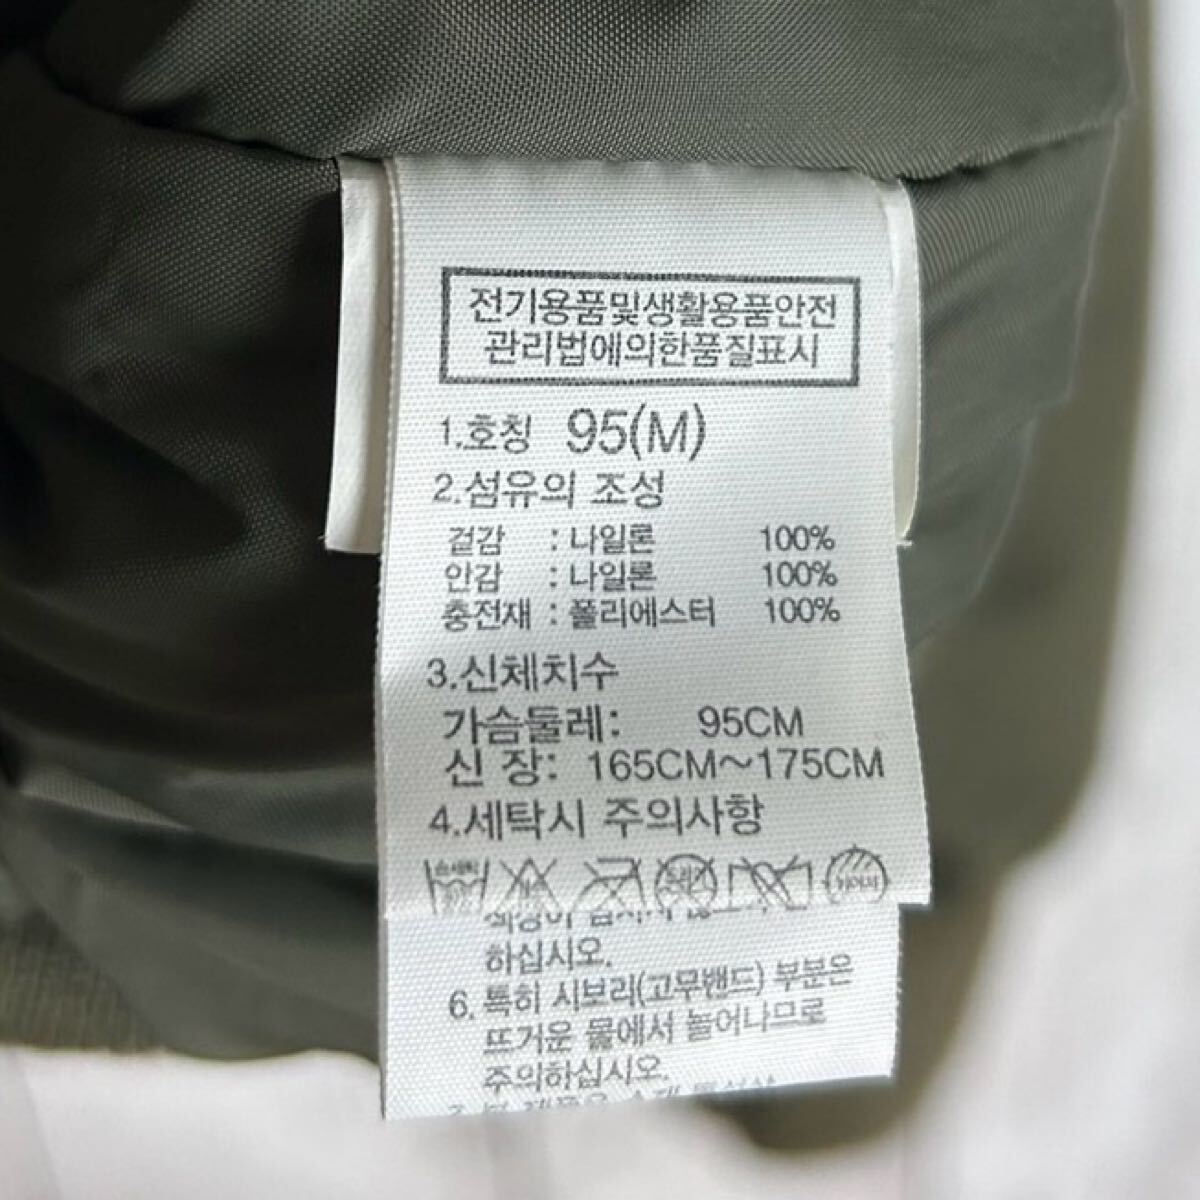 전기용품및생활용품안전
관리법에의한품질표시
1.호칭 95(M)
2.섬유의 조성
겉감 : 나일론 100%
안감 : 나일론 100%
충전재 : 폴리에스터 100%
3.신체치수
가슴둘레: 95CM
신 장: 165CM~175CM
4.세탁시 주의사항
손세탁
하십시오.
6. 특히 시보리(고무밴드) 부분은
뜨거운 물에서 늘어나므로
주의하십시오.